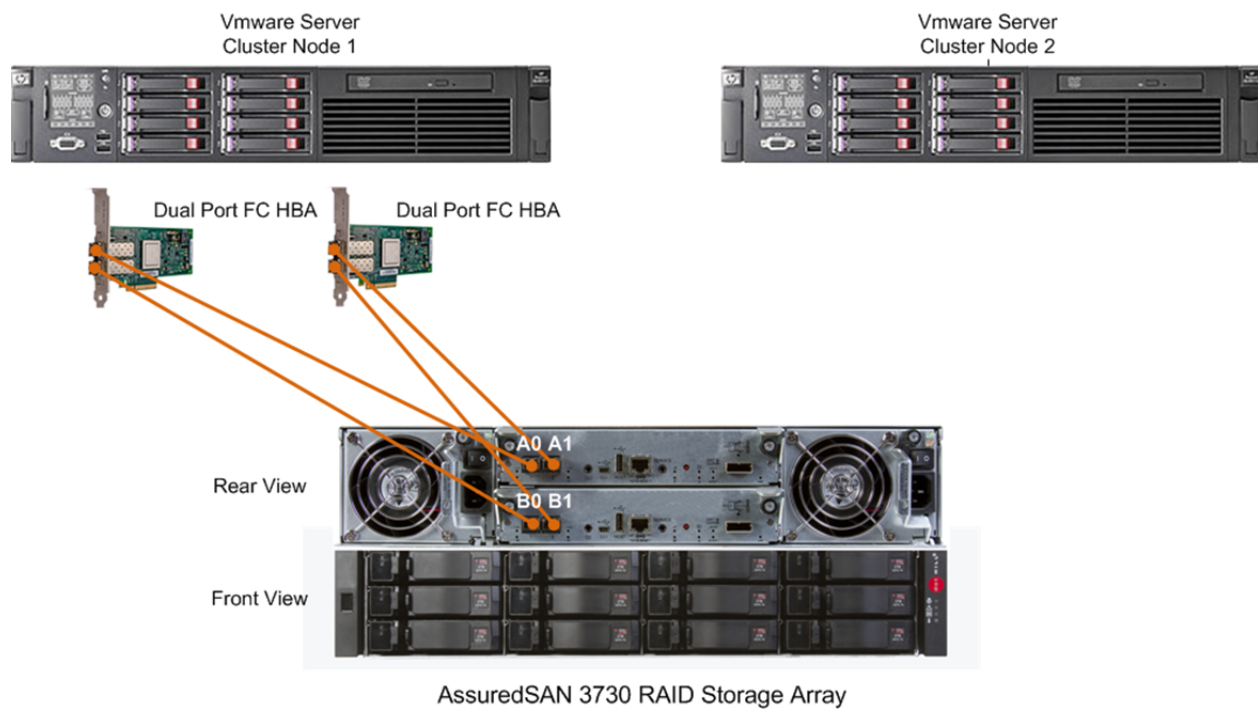 Vmware Server
Cluster Node 1
Vmware Server
Cluster Node 2
Dual Port FC HBA
Dual Port FC HBA
A0 A1
Rear View
B0 B1
Front View
AssuredSAN 3730 RAID Storage Array